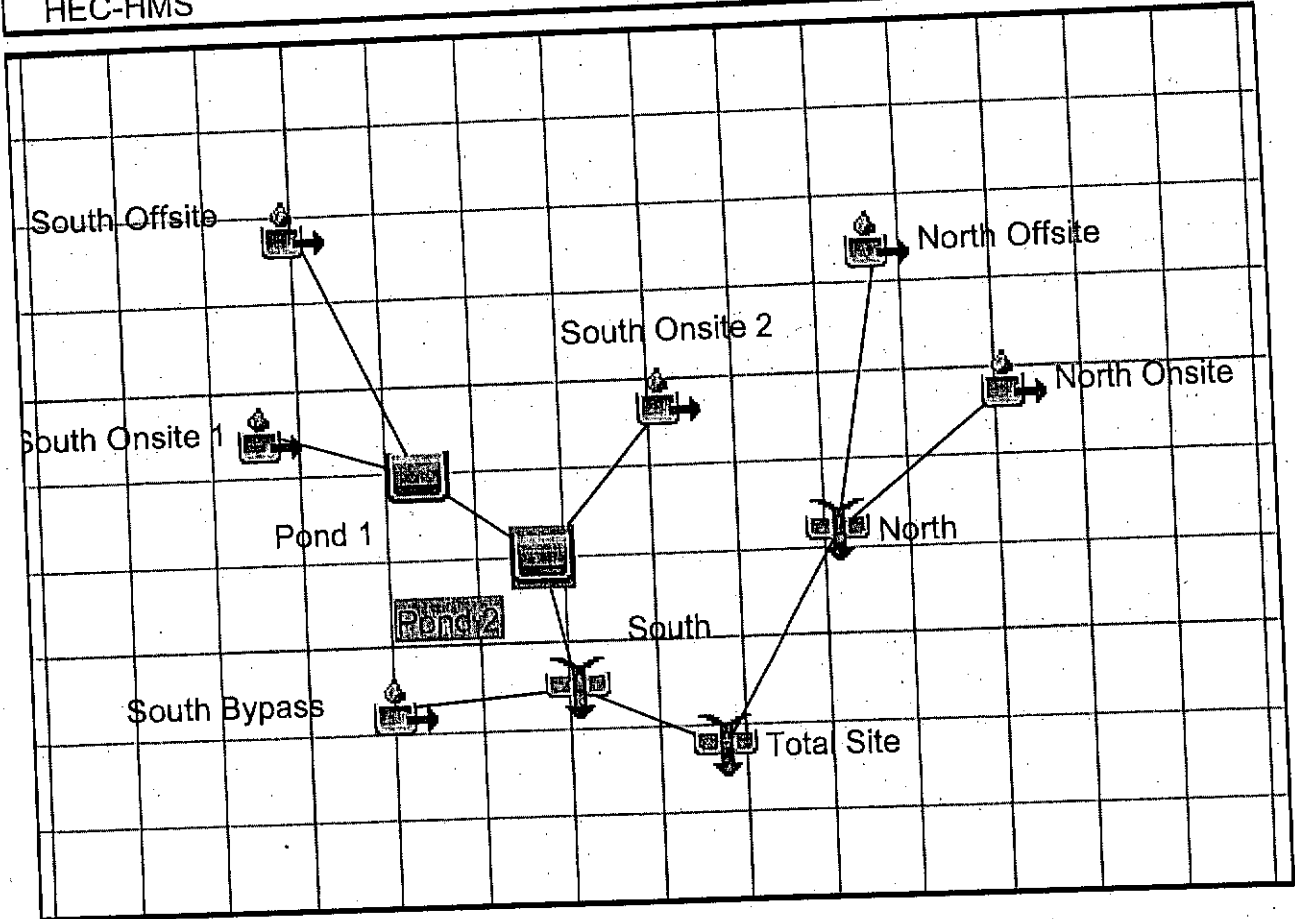 HEC-HMS
South Offsite
North Offsite
South Onsite 2
North Onsite
South Onsite 1
Pond 1
North
Pond 2
South
South Bypass
Total Site